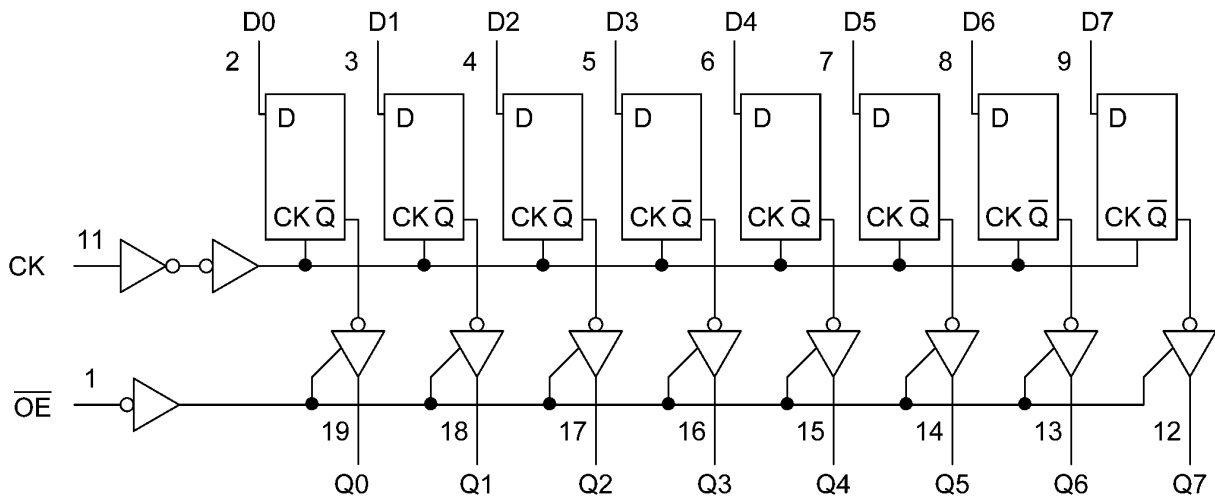 D0 D1 D2 D3 D4 D5 D6 D7
2 3 4 5 6 7 8 9
D D D D D D D D
CK Q̅ CK Q̅ CK Q̅ CK Q̅ CK Q̅ CK Q̅ CK Q̅ CK Q̅
11
CK
1
O̅E̅
19 18 17 16 15 14 13 12
Q0 Q1 Q2 Q3 Q4 Q5 Q6 Q7